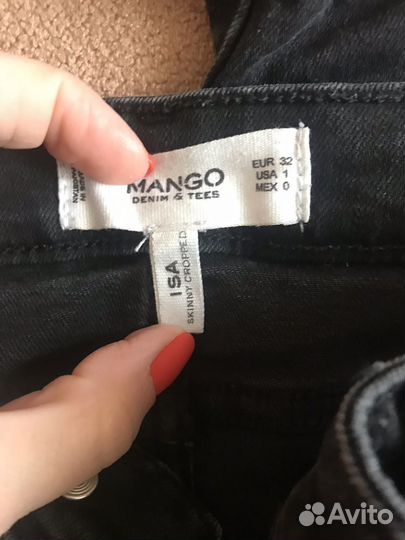 MANGO
DENIM & TEES
EUR 32
USA 1
MEX 0
ISA
SKINNY CROPPED
Avito